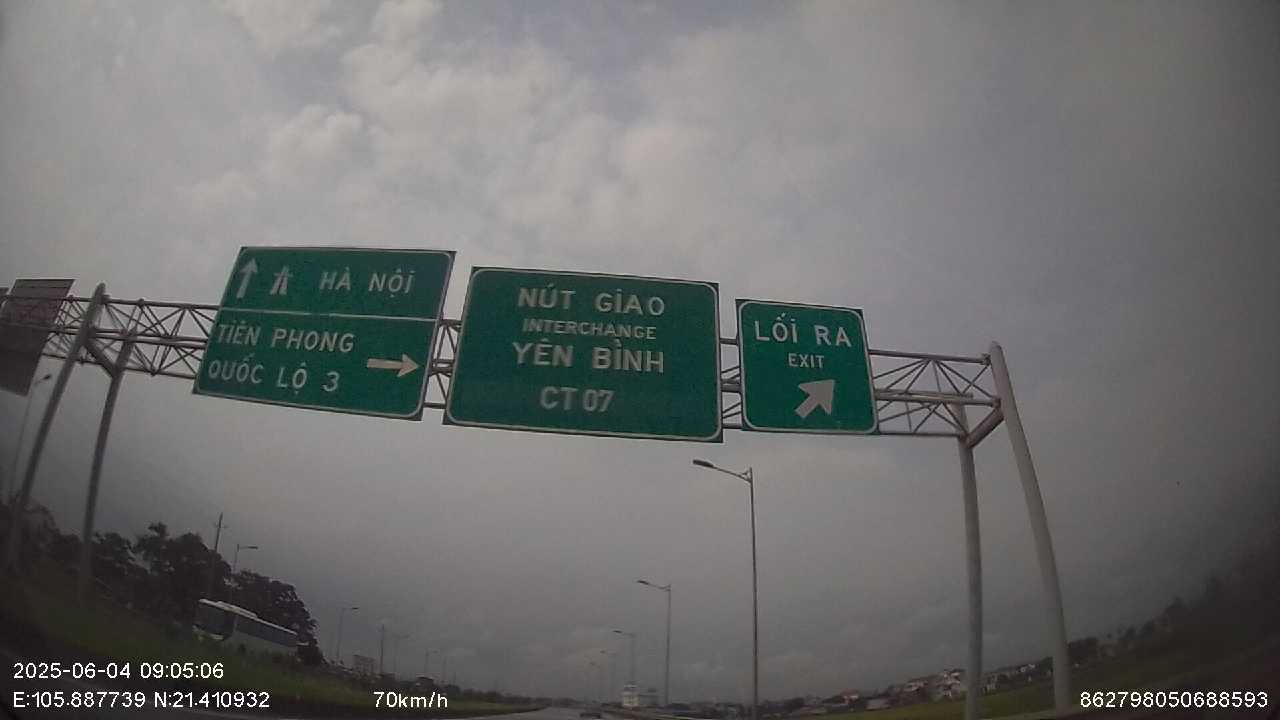 HÀ NỘI
TIÊN PHONG
QUỐC LỘ 3
NÚT GIAO
INTERCHANGE
YÊN BÌNH
CT 07
LỐI RA
EXIT
2025-06-04 09:05:06
E:105.887739 N:21.410932 70km/h 862798050688593